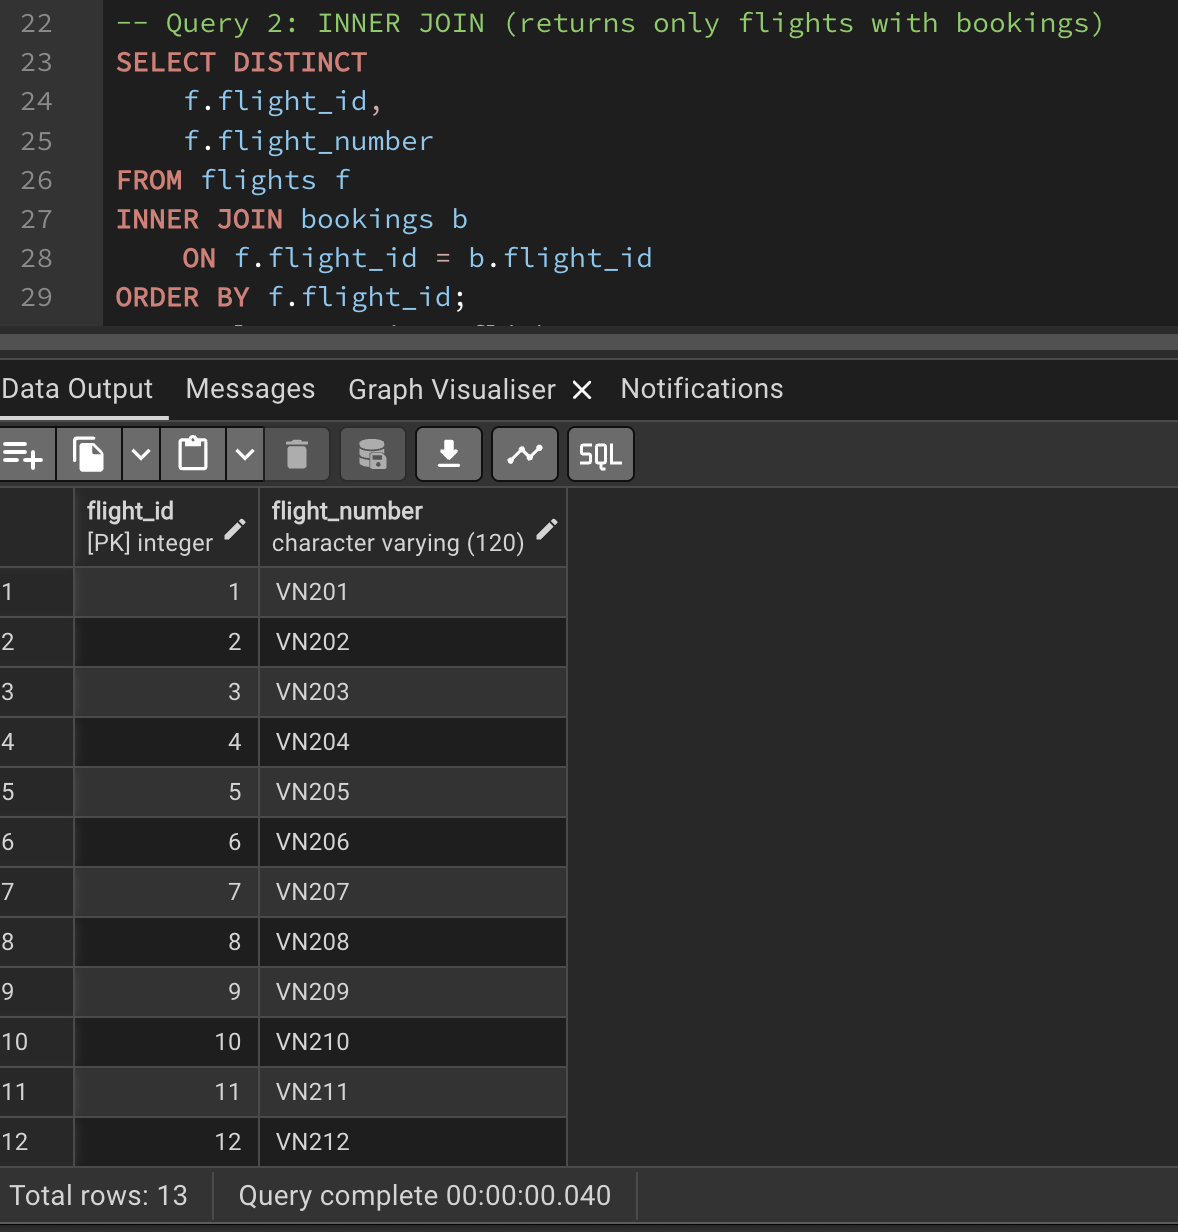 22 -- Query 2: INNER JOIN (returns only flights with bookings)
23 SELECT DISTINCT
24 f.flight_id,
25 f.flight_number
26 FROM flights f
27 INNER JOIN bookings b
28 ON f.flight_id = b.flight_id
29 ORDER BY f.flight_id;
Data Output Messages Graph Visualiser Notifications
SQL
flight_id flight_number
[PK] integer character varying (120)
1 1 VN201
2 2 VN202
3 3 VN203
4 4 VN204
5 5 VN205
6 6 VN206
7 7 VN207
8 8 VN208
9 9 VN209
10 10 VN210
11 11 VN211
12 12 VN212
Total rows: 13 Query complete 00:00:00.040